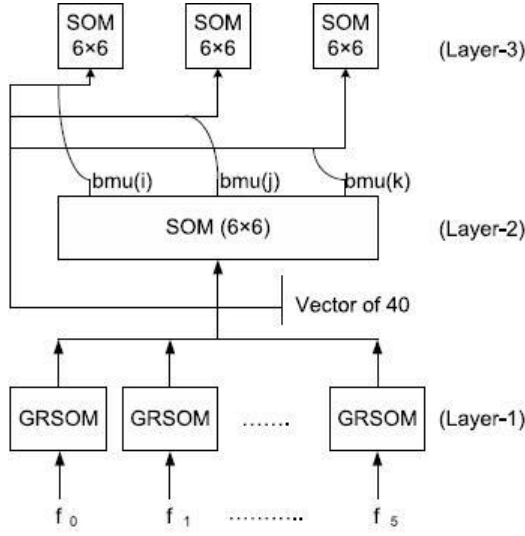 SOM SOM SOM
6×6 6×6 6×6 (Layer-3)
bmu(i) bmu(j) bmu(k)
SOM (6×6) (Layer-2)
Vector of 40
GRSOM GRSOM ....... GRSOM (Layer-1)
f 0 f 1 .......... f 5